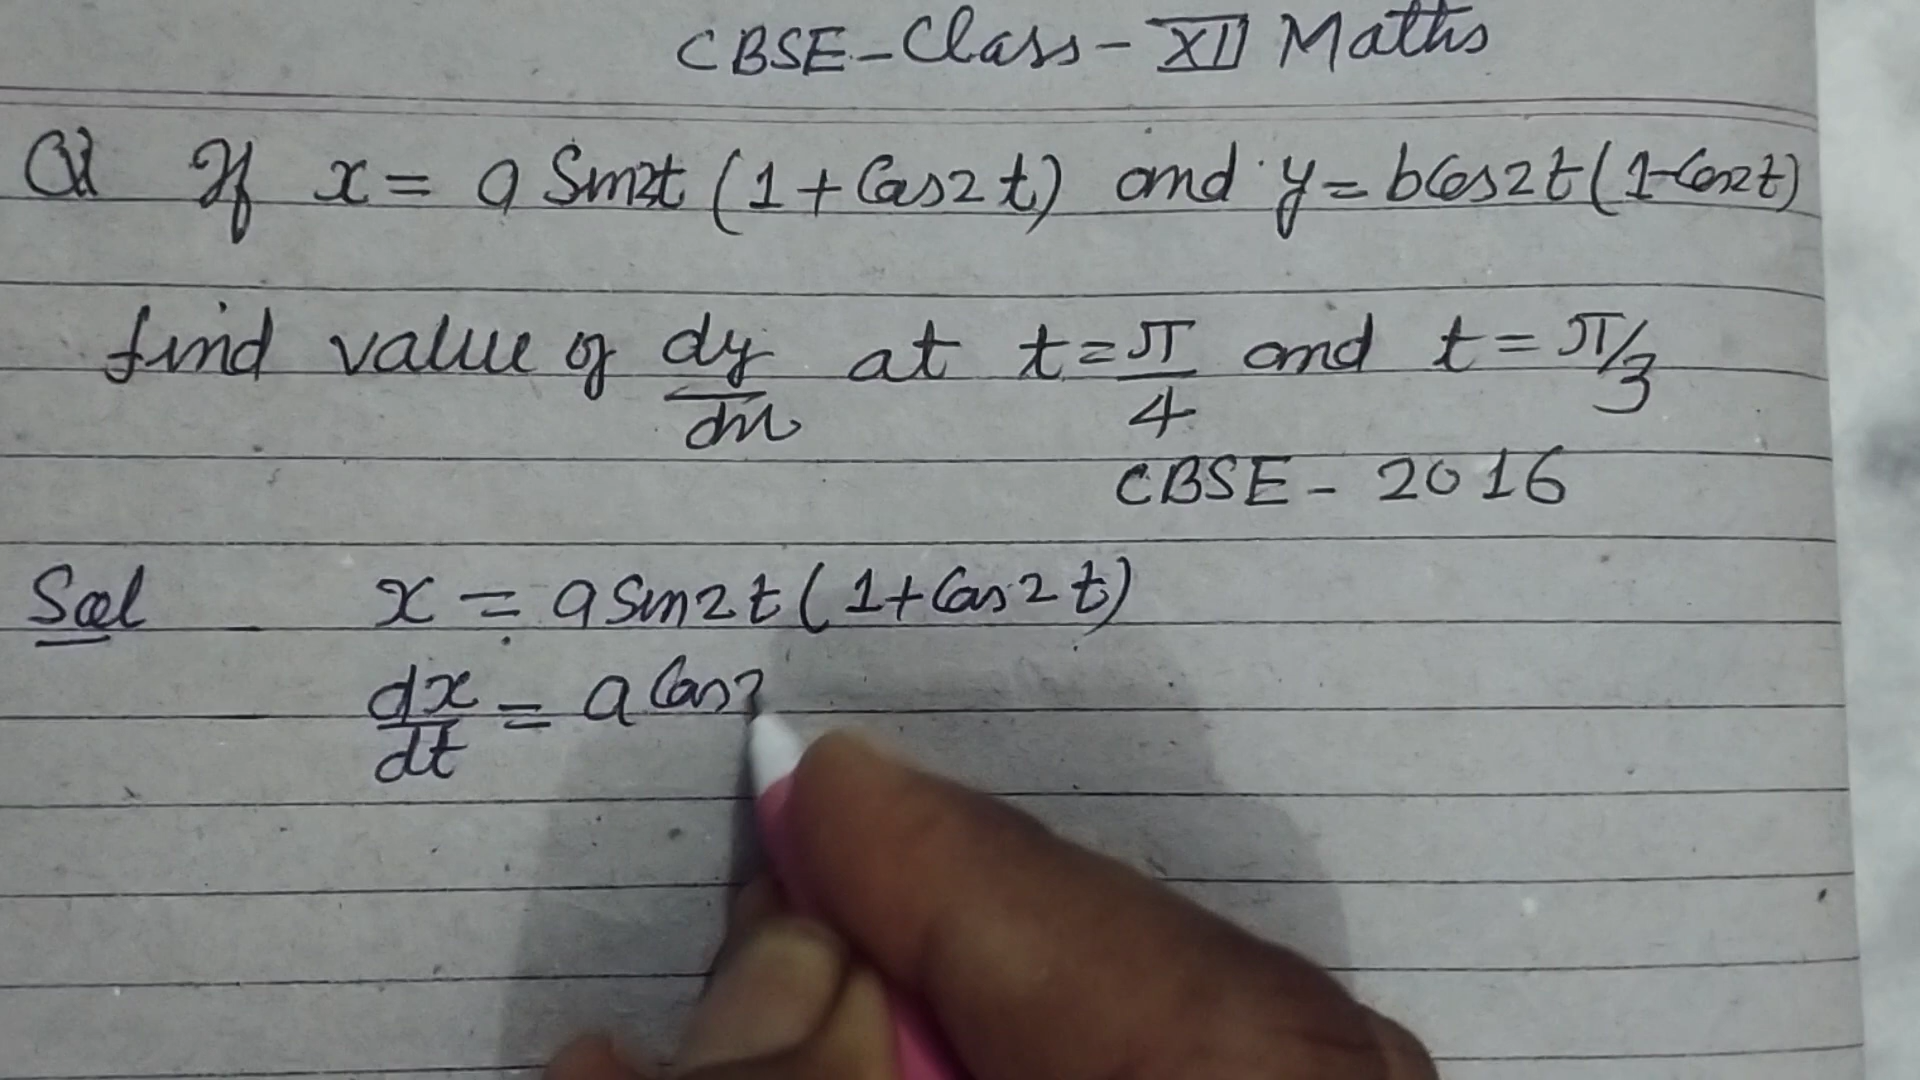 CBSE-Class-XII Maths
Q1 If x = a Sin2t (1 + Cos2t) and y = bCos2t (1-Cos2t)
find value of dy/dx at t = π/4 and t = π/3
CBSE - 2016
Sol x = a Sin2t (1 + Cos2t)
dx/dt = a Cos2